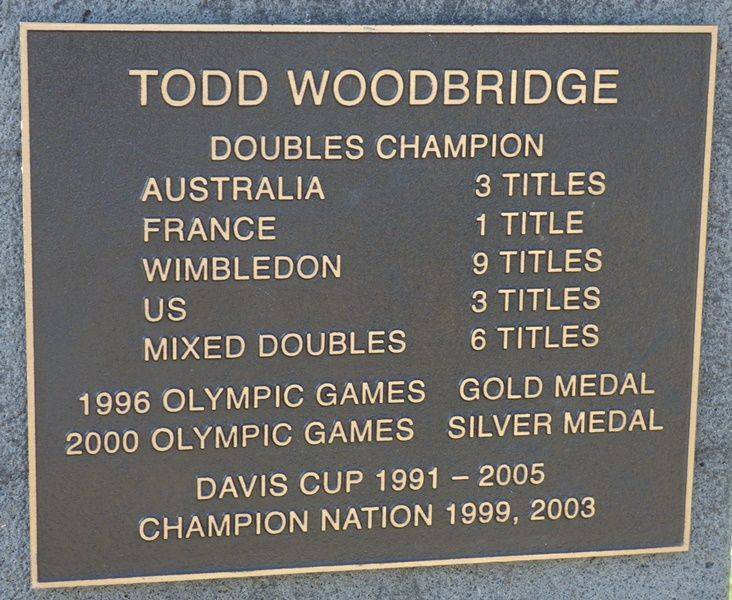 TODD WOODBRIDGE
DOUBLES CHAMPION
AUSTRALIA 3 TITLES
FRANCE 1 TITLE
WIMBLEDON 9 TITLES
US 3 TITLES
MIXED DOUBLES 6 TITLES
1996 OLYMPIC GAMES GOLD MEDAL
2000 OLYMPIC GAMES SILVER MEDAL
DAVIS CUP 1991 – 2005
CHAMPION NATION 1999, 2003